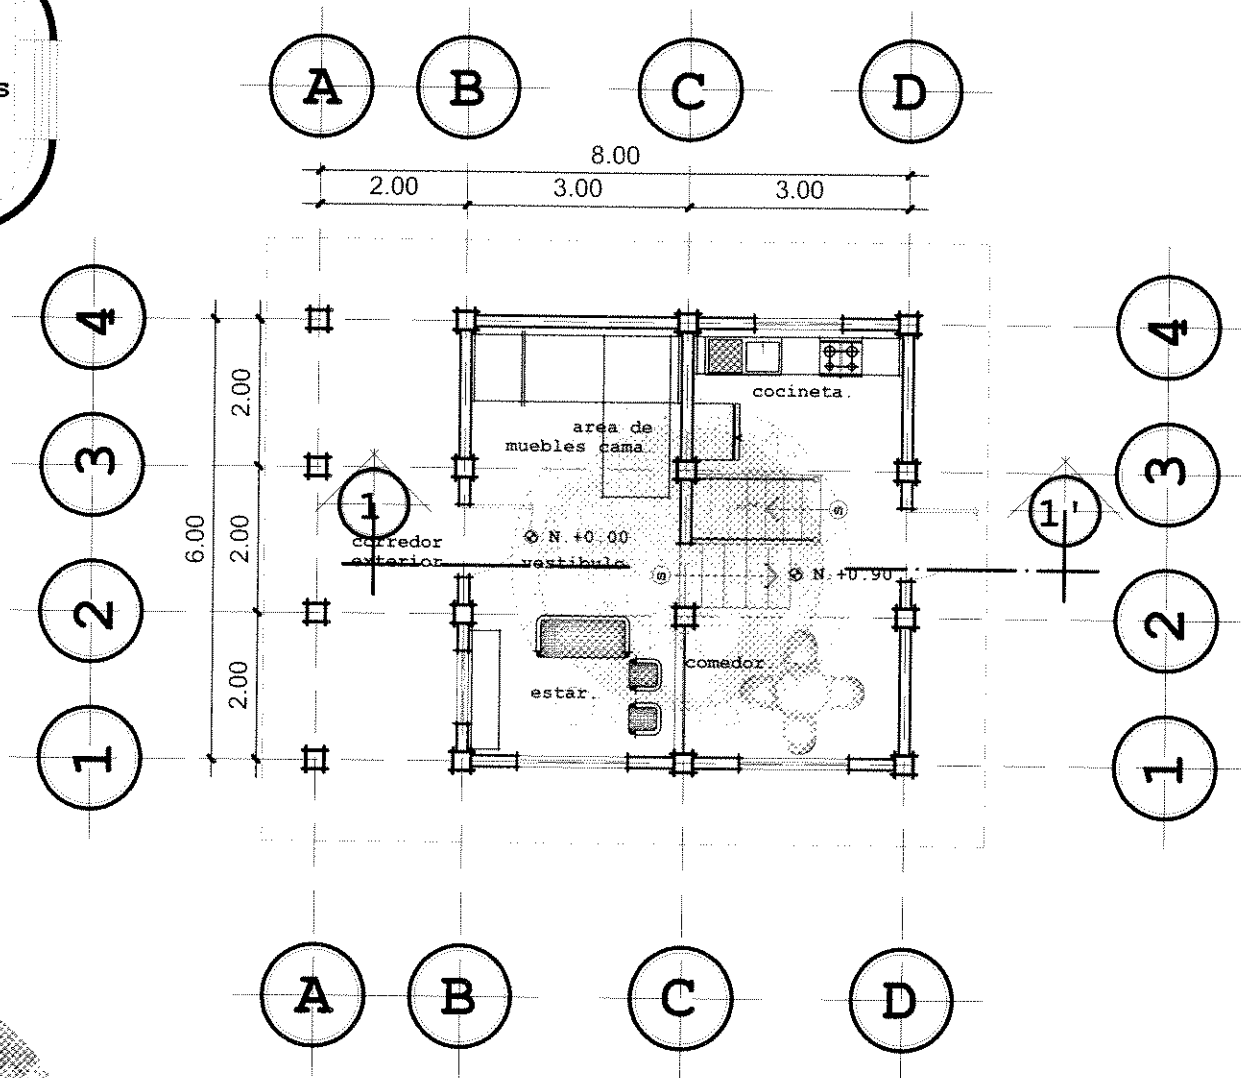 s
A B C D
8.00
2.00 3.00 3.00
4 4
3 3
2 2
1 1
2.00
6.00
2.00
2.00
cocineta.
area de
muebles cama.
1
1'
corredor
exterior
N.+0.00
vestibulo
s
s
N.+0.90
comedor.
estar.
A B C D